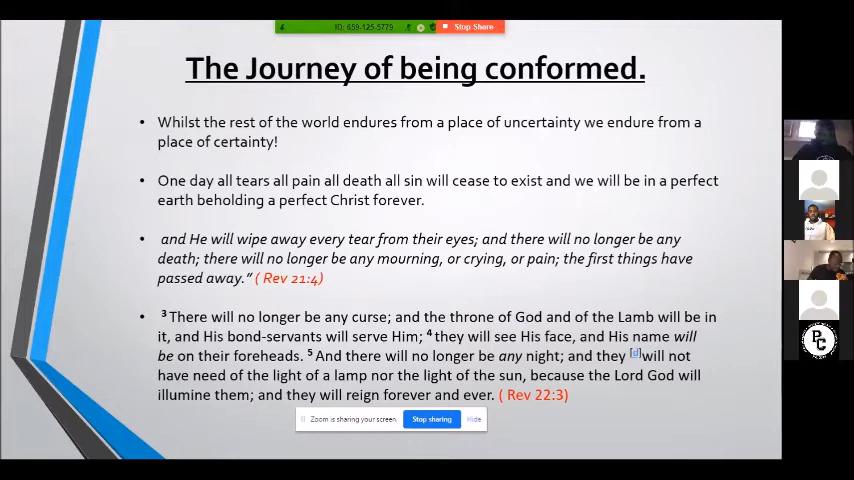 ID: 659-125-5779
Stop Share
The Journey of being conformed.
• Whilst the rest of the world endures from a place of uncertainty we endure from a
place of certainty!
• One day all tears all pain all death all sin will cease to exist and we will be in a perfect
earth beholding a perfect Christ forever.
• and He will wipe away every tear from their eyes; and there will no longer be any
death; there will no longer be any mourning, or crying, or pain; the first things have
passed away.” ( Rev 21:4)
• ³ There will no longer be any curse; and the throne of God and of the Lamb will be in
it, and His bond-servants will serve Him; ⁴ they will see His face, and His name will
be on their foreheads. ⁵ And there will no longer be any night; and they [d]will not
have need of the light of a lamp nor the light of the sun, because the Lord God will
illumine them; and they will reign forever and ever. ( Rev 22:3)
Zoom is sharing your screen.
Stop sharing
Hide
PC